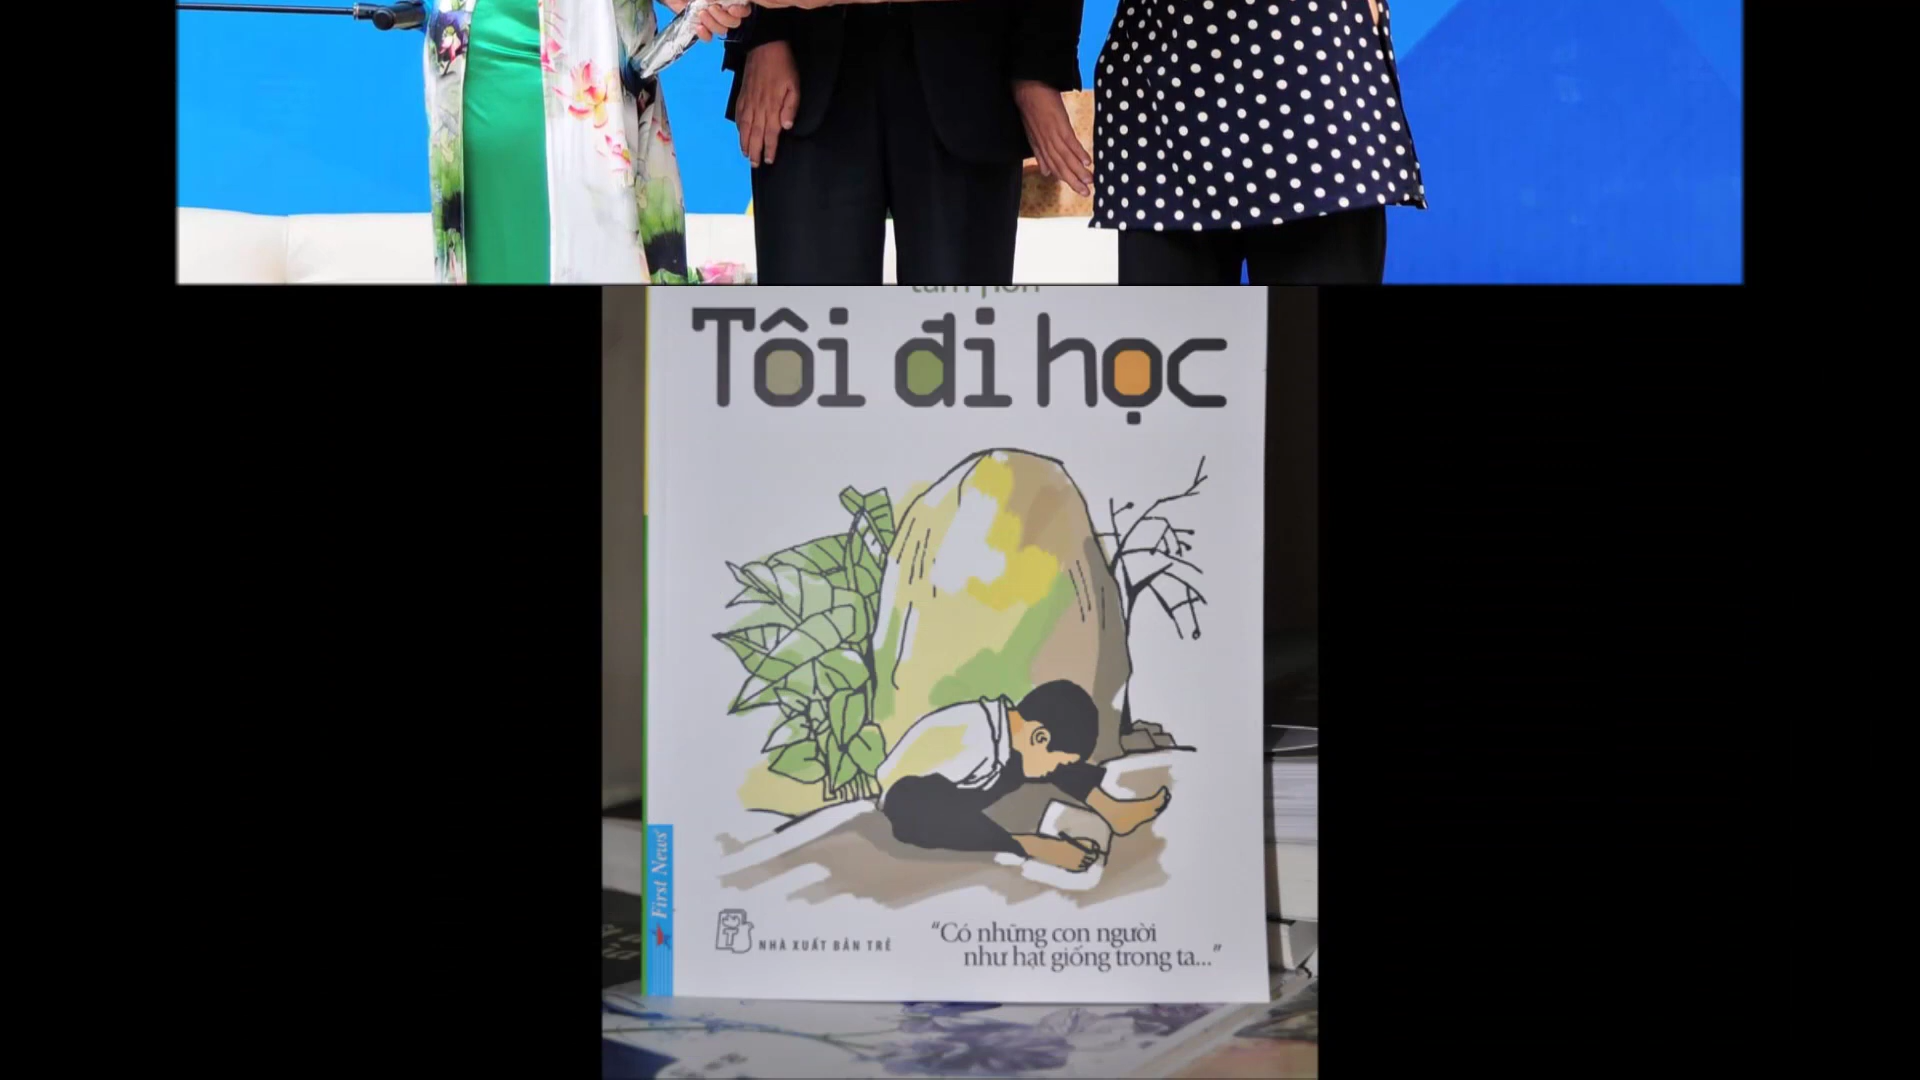 Tôi đi học
First News
NHÀ XUẤT BẢN TRẺ
“Có những con người
như hạt giống trong ta...”